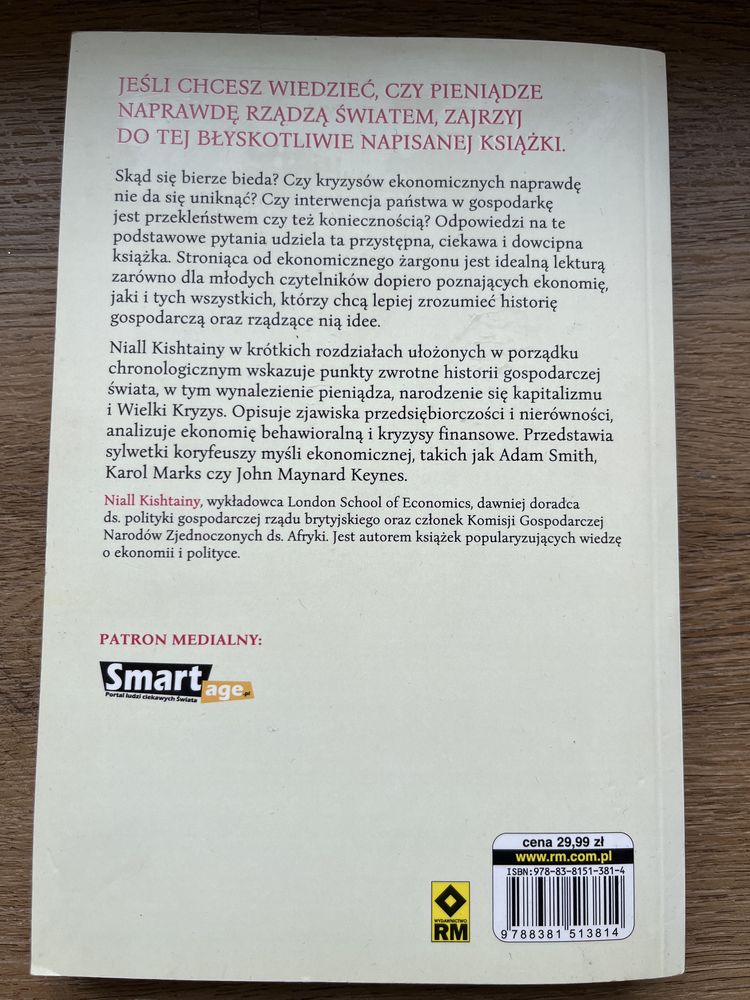 JEŚLI CHCESZ WIEDZIEĆ, CZY PIENIĄDZE
NAPRAWDĘ RZĄDZĄ ŚWIATEM, ZAJRZYJ
DO TEJ BŁYSKOTLIWIE NAPISANEJ KSIĄŻKI.
Skąd się bierze bieda? Czy kryzysów ekonomicznych naprawdę
nie da się uniknąć? Czy interwencja państwa w gospodarkę
jest przekleństwem czy też koniecznością? Odpowiedzi na te
podstawowe pytania udziela ta przystępna, ciekawa i dowcipna
książka. Stroniąca od ekonomicznego żargonu jest idealną lekturą
zarówno dla młodych czytelników dopiero poznających ekonomię,
jaki i tych wszystkich, którzy chcą lepiej zrozumieć historię
gospodarczą oraz rządzące nią idee.
Niall Kishtainy w krótkich rozdziałach ułożonych w porządku
chronologicznym wskazuje punkty zwrotne historii gospodarczej
świata, w tym wynalezienie pieniądza, narodzenie się kapitalizmu
i Wielki Kryzys. Opisuje zjawiska przedsiębiorczości i nierówności,
analizuje ekonomię behawioralną i kryzysy finansowe. Przedstawia
sylwetki koryfeuszy myśli ekonomicznej, takich jak Adam Smith,
Karol Marks czy John Maynard Keynes.
Niall Kishtainy, wykładowca London School of Economics, dawniej doradca
ds. polityki gospodarczej rządu brytyjskiego oraz członek Komisji Gospodarczej
Narodów Zjednoczonych ds. Afryki. Jest autorem książek popularyzujących wiedzę
o ekonomii i polityce.
PATRON MEDIALNY:
Smart
age.pl
Portal ludzi ciekawych Świata
cena 29,99 zł
www.rm.com.pl
ISBN:978-83-8151-381-4
9 788381 513814
WYDAWNICTWO
RM